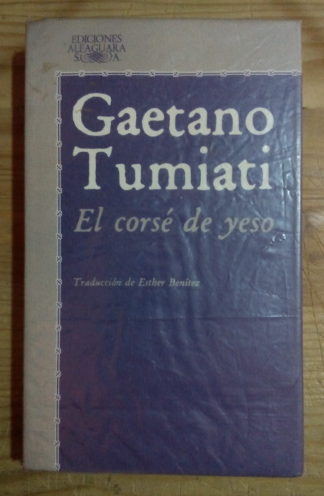 EDICIONES
ALFAGUARA
S.A.
Gaetano
Tumiati
El corsé de yeso
Traducción de Esther Benítez